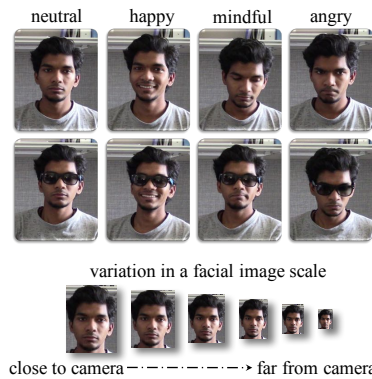 neutral happy mindful angry
variation in a facial image scale
close to camera far from camera